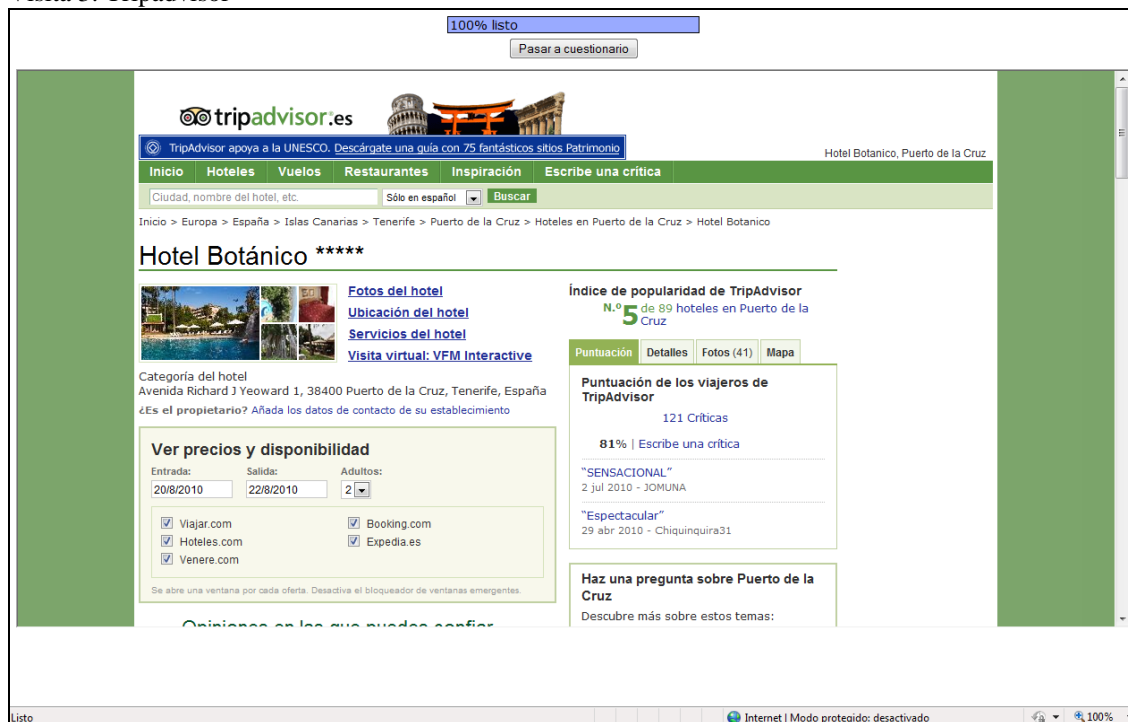 100% listo
Pasar a cuestionario
tripadvisor.es
TripAdvisor apoya a la UNESCO. Descárgate una guía con 75 fantásticos sitios Patrimonio
Hotel Botanico, Puerto de la Cruz
Inicio Hoteles Vuelos Restaurantes Inspiración Escribe una crítica
Ciudad, nombre del hotel, etc. Sólo en español Buscar
Inicio > Europa > España > Islas Canarias > Tenerife > Puerto de la Cruz > Hoteles en Puerto de la Cruz > Hotel Botanico
Hotel Botánico *****
Fotos del hotel
Ubicación del hotel
Servicios del hotel
Visita virtual: VFM Interactive
Categoría del hotel
Avenida Richard J Yeoward 1, 38400 Puerto de la Cruz, Tenerife, España
¿Es el propietario? Añada los datos de contacto de su establecimiento
Ver precios y disponibilidad
Entrada: Salida: Adultos:
20/8/2010 22/8/2010 2
Viajar.com Booking.com
Hoteles.com Expedia.es
Venere.com
Se abre una ventana por cada oferta. Desactiva el bloqueador de ventanas emergentes.
Índice de popularidad de TripAdvisor
N.º 5 de 89 hoteles en Puerto de la
Cruz
Puntuación Detalles Fotos (41) Mapa
Puntuación de los viajeros de
TripAdvisor
121 Críticas
81% | Escribe una crítica
"SENSACIONAL"
2 jul 2010 - JOMUNA
"Espectacular"
29 abr 2010 - Chiquinquira31
Haz una pregunta sobre Puerto de la
Cruz
Descubre más sobre estos temas:
Listo
Internet | Modo protegido: desactivado
100%